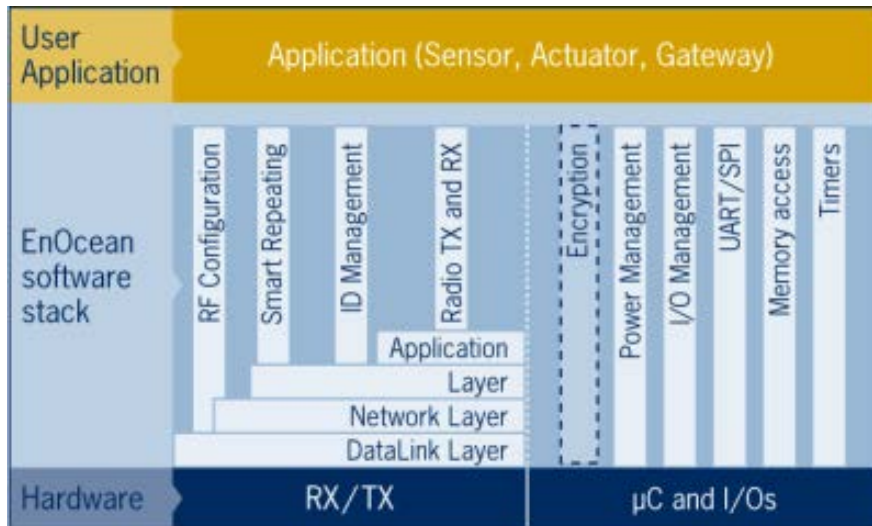 User
Application
Application (Sensor, Actuator, Gateway)
EnOcean
software
stack
RF Configuration
Smart Repeating
ID Management
Radio TX and RX
Encryption
Power Management
I/O Management
UART/SPI
Memory access
Timers
Application
Layer
Network Layer
DataLink Layer
Hardware
RX/TX
µC and I/Os